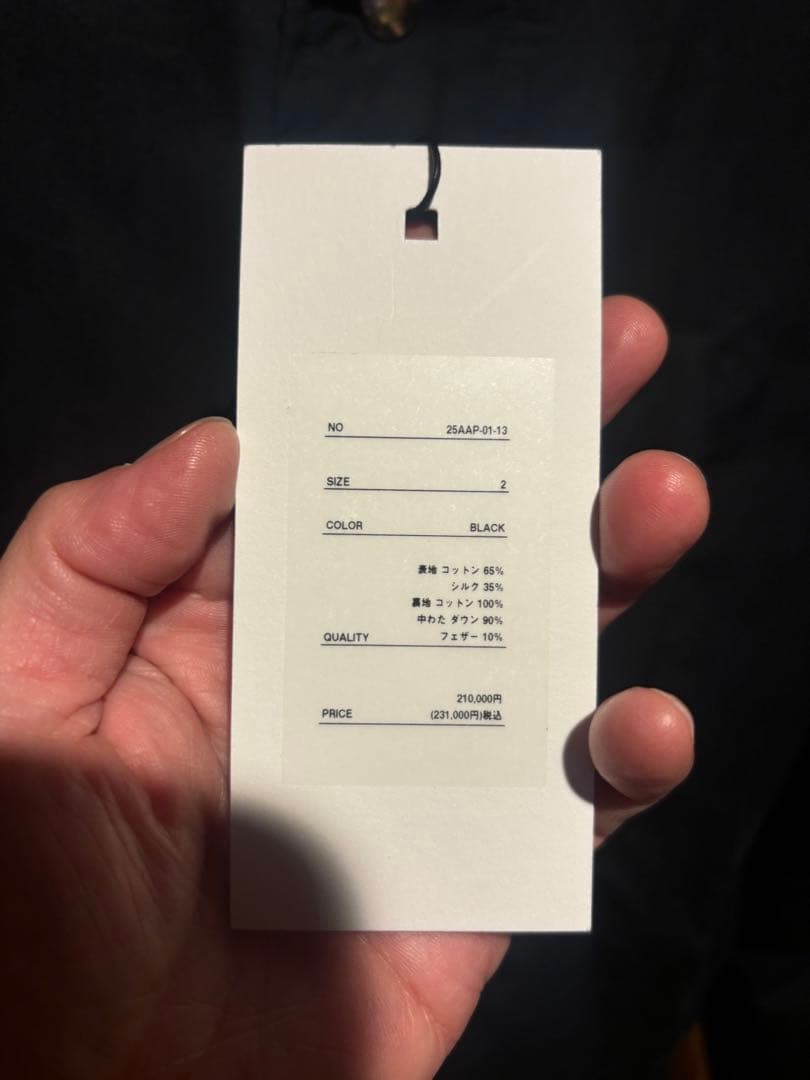 NO 25AAP-01-13
SIZE 2
COLOR BLACK
表地 コットン 65%
シルク 35%
裏地 コットン 100%
中わた ダウン 90%
QUALITY フェザー 10%
210,000円
PRICE (231,000円)税込